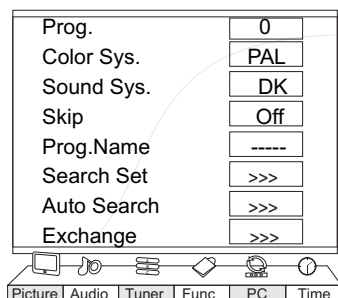 Prog. 0
Color Sys. PAL
Sound Sys. DK
Skip Off
Prog.Name -----
Search Set >>>
Auto Search >>>
Exchange >>>
Picture Audio Tuner Func PC Time